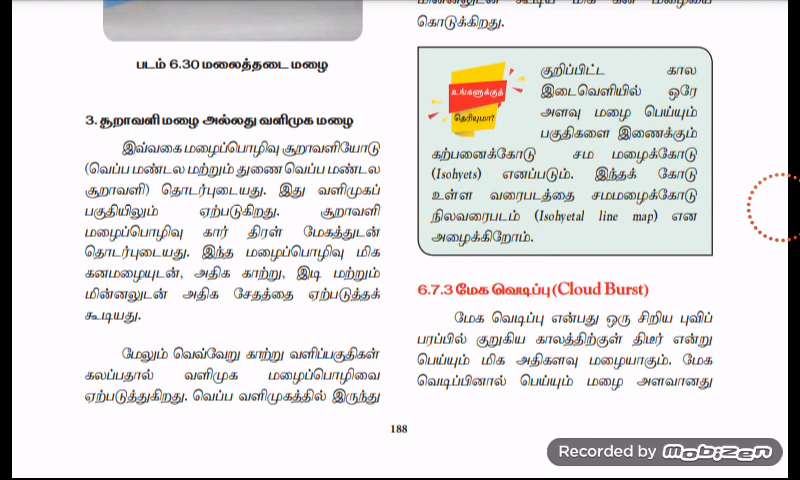 படம் 6.30 மலைத்தடை மழை
3. சூறாவளி மழை அல்லது வளிமுக மழை
இவ்வகை மழைப்பொழிவு சூறாவளியோடு
(வெப்ப மண்டல மற்றும் துணை வெப்ப மண்டல
சூறாவளி) தொடர்புடையது. இது வளிமுகப்
பகுதியிலும் ஏற்படுகிறது. சூறாவளி
மழைப்பொழிவு கார் திரள் மேகத்துடன்
தொடர்புடையது. இந்த மழைப்பொழிவு மிக
கனமழையுடன், அதிக காற்று, இடி மற்றும்
மின்னலுடன் அதிக சேதத்தை ஏற்படுத்தக்
கூடியது.
மேலும் வெவ்வேறு காற்று வளிப்பகுதிகள்
கலப்பதால் வளிமுக மழைப்பொழிவை
ஏற்படுத்துகிறது. வெப்ப வளிமுகத்தில் இருந்து
மின்னலுடன் கூடிய மிக கன மழையை
கொடுக்கிறது.
உங்களுக்குத்
தெரியுமா?
குறிப்பிட்ட கால
இடைவெளியில் ஒரே
அளவு மழை பெய்யும்
பகுதிகளை இணைக்கும்
கற்பனைக்கோடு சம மழைக்கோடு
(Isohyets) எனப்படும். இந்தக் கோடு
உள்ள வரைபடத்தை சமமழைக்கோடு
நிலவரைபடம் (Isohyetal line map) என
அழைக்கிறோம்.
6.7.3 மேக வெடிப்பு (Cloud Burst)
மேக வெடிப்பு என்பது ஒரு சிறிய புவிப்
பரப்பில் குறுகிய காலத்திற்குள் திடீர் என்று
பெய்யும் மிக அதிகளவு மழையாகும். மேக
வெடிப்பினால் பெய்யும் மழை அளவானது
188
Recorded by MOBIZEN